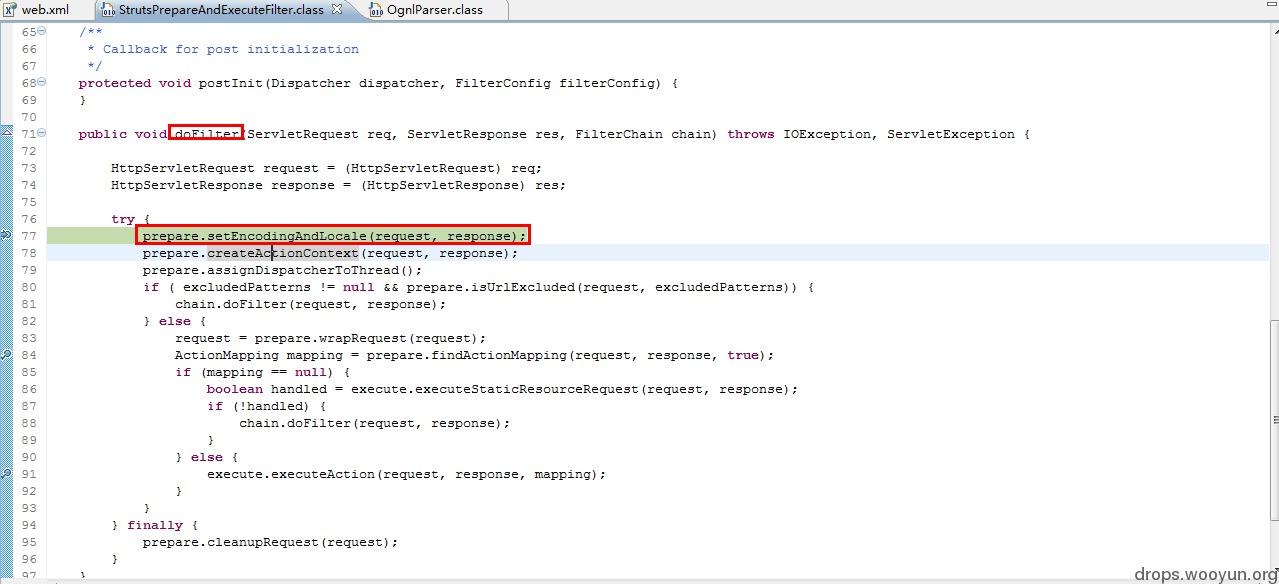 web.xml StrutsPrepareAndExecuteFilter.class OgnlParser.class
65 /**
66 * Callback for post initialization
67 */
68 protected void postInit(Dispatcher dispatcher, FilterConfig filterConfig) {
69 }
70
71 public void doFilter(ServletRequest req, ServletResponse res, FilterChain chain) throws IOException, ServletException {
72
73 HttpServletRequest request = (HttpServletRequest) req;
74 HttpServletResponse response = (HttpServletResponse) res;
75
76 try {
77 prepare.setEncodingAndLocale(request, response);
78 prepare.createActionContext(request, response);
79 prepare.assignDispatcherToThread();
80 if ( excludedPatterns != null && prepare.isUrlExcluded(request, excludedPatterns)) {
81 chain.doFilter(request, response);
82 } else {
83 request = prepare.wrapRequest(request);
84 ActionMapping mapping = prepare.findActionMapping(request, response, true);
85 if (mapping == null) {
86 boolean handled = execute.executeStaticResourceRequest(request, response);
87 if (!handled) {
88 chain.doFilter(request, response);
89 }
90 } else {
91 execute.executeAction(request, response, mapping);
92 }
93 }
94 } finally {
95 prepare.cleanupRequest(request);
96 }
97 }
drops.wooyun.org